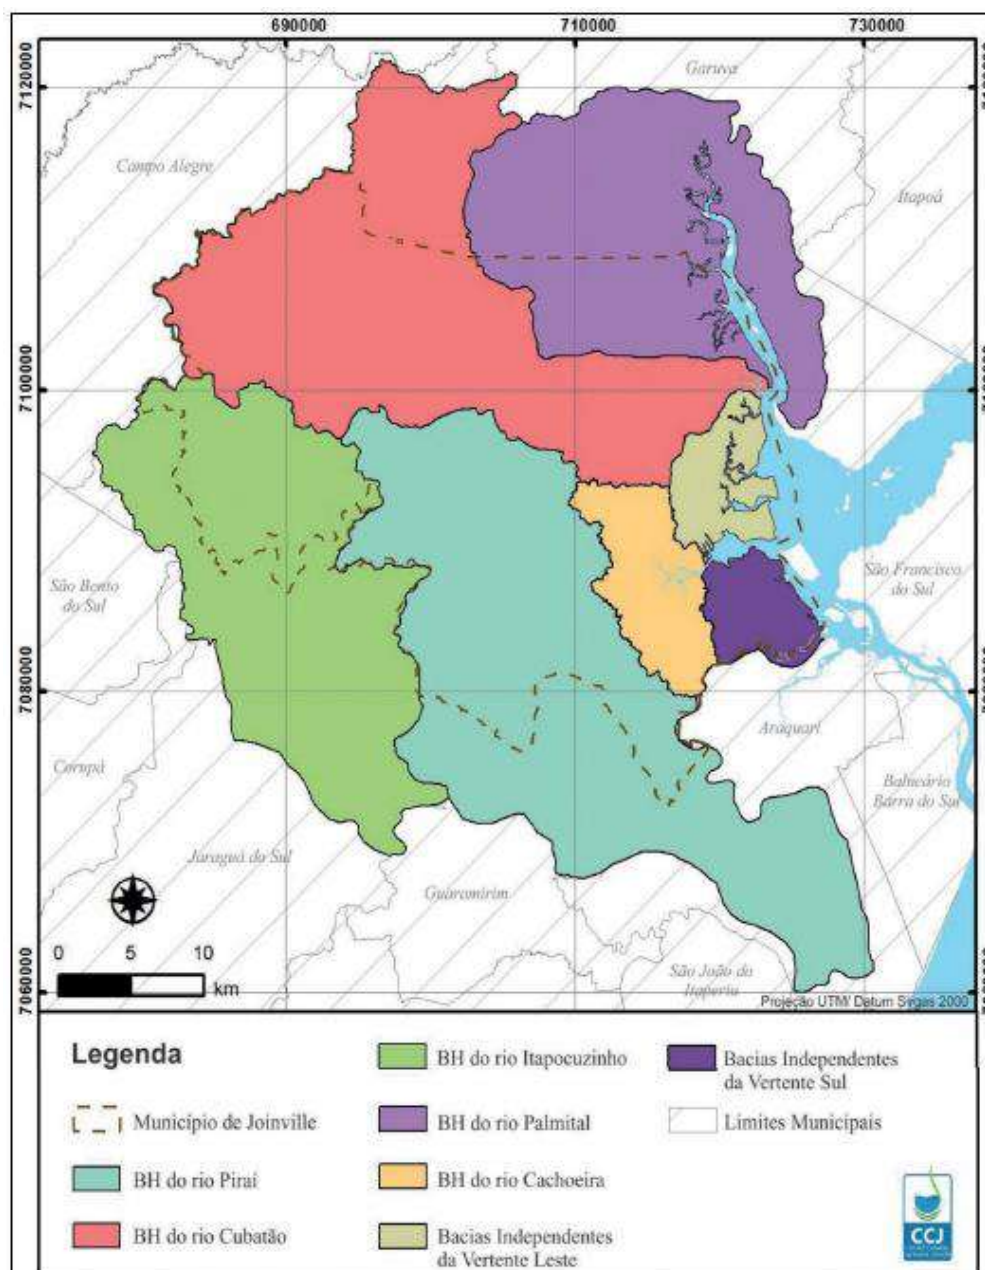 690000
710000
730000
7120000
7100000
7080000
7060000
Garuva
Campo Alegre
Itapoá
São Bento
do Sul
São Francisco
do Sul
Araquari
Corupá
Balneário
Barra do Sul
Jaraguá do Sul
Guaramirim
São João do
Itaperiu
0 5 10
km
Projeção UTM/ Datum Sirgas 2000
Legenda
Município de Joinville
BH do rio Piraí
BH do rio Cubatão
BH do rio Itapocuzinho
BH do rio Palmital
BH do rio Cachoeira
Bacias Independentes
da Vertente Leste
Bacias Independentes
da Vertente Sul
Limites Municipais
CCJ